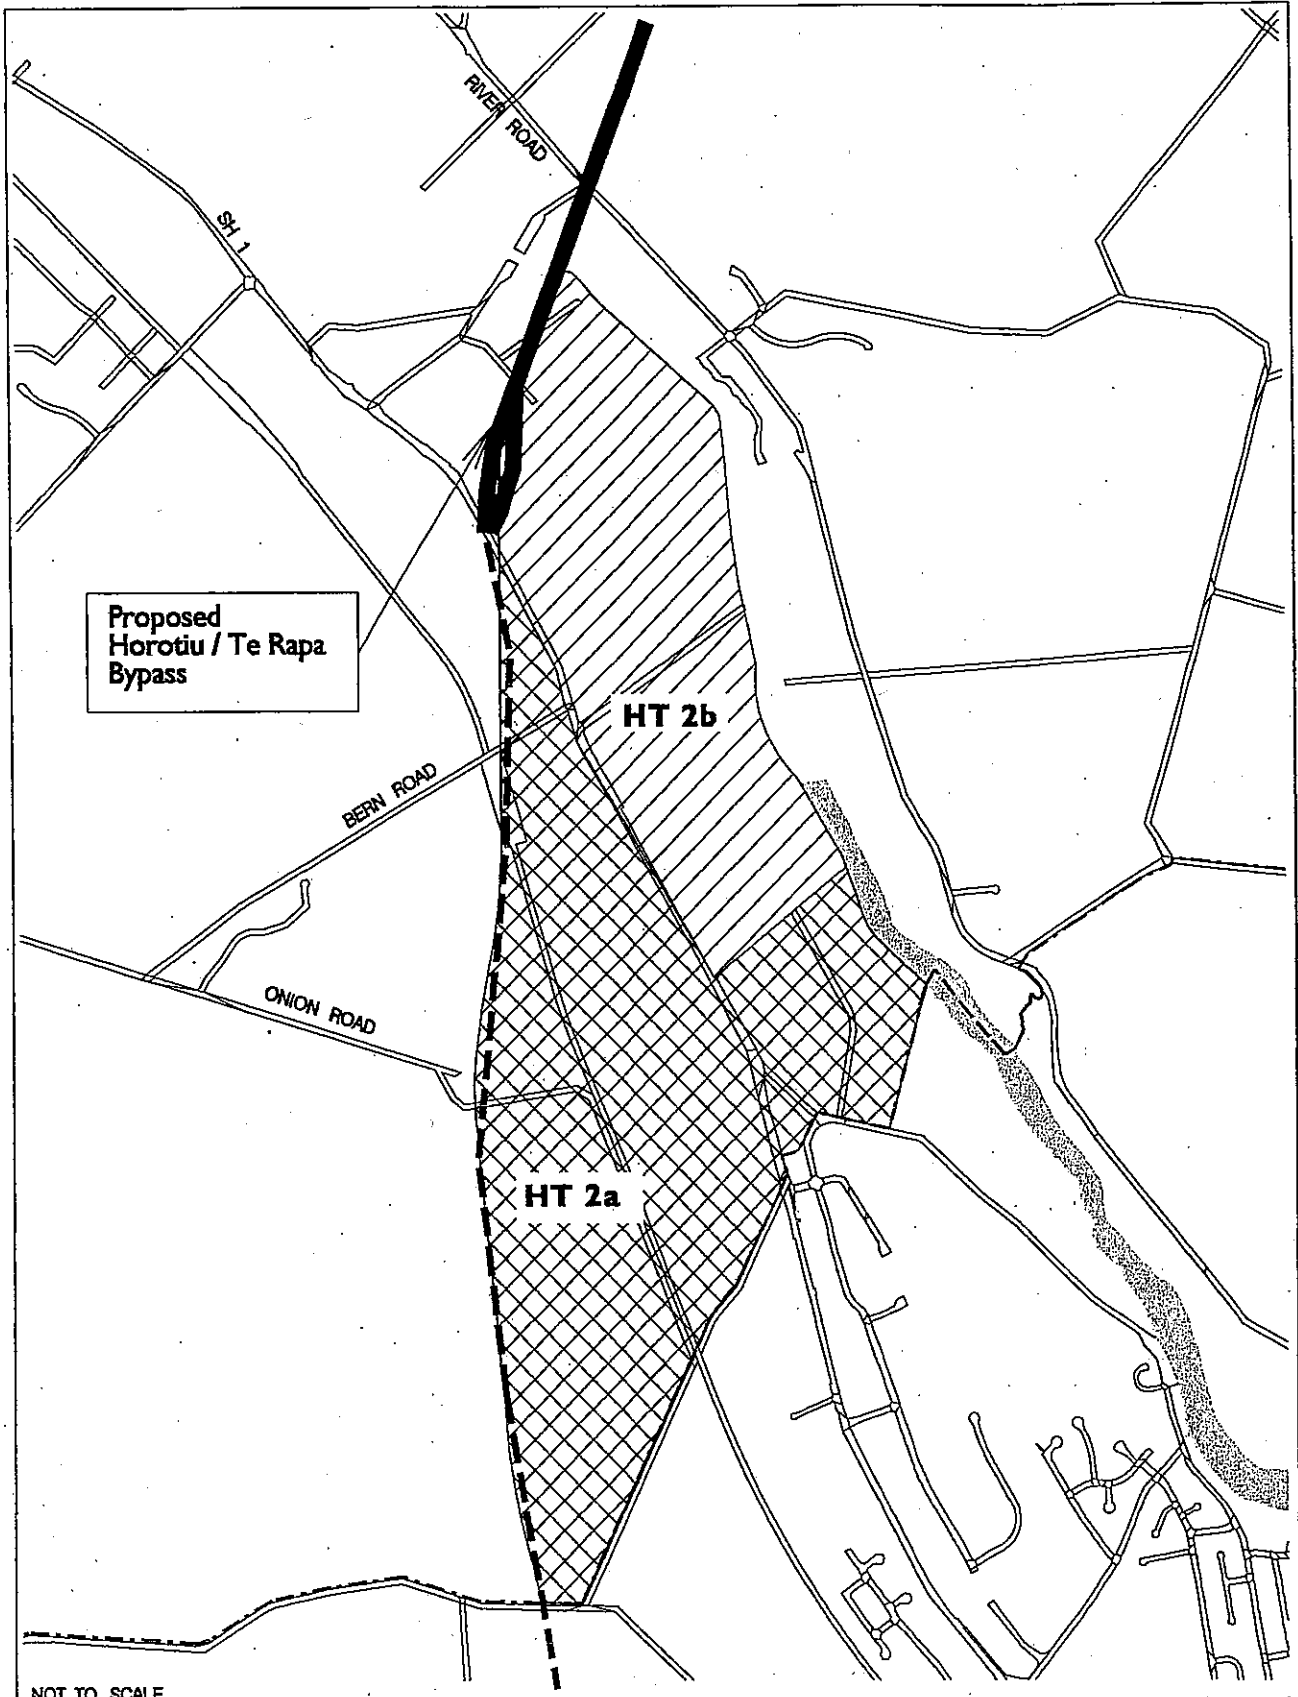 RIVER ROAD
SH 1
Proposed
Horotiu / Te Rapa
Bypass
HT 2b
BERN ROAD
ONION ROAD
HT 2a
NOT TO SCALE